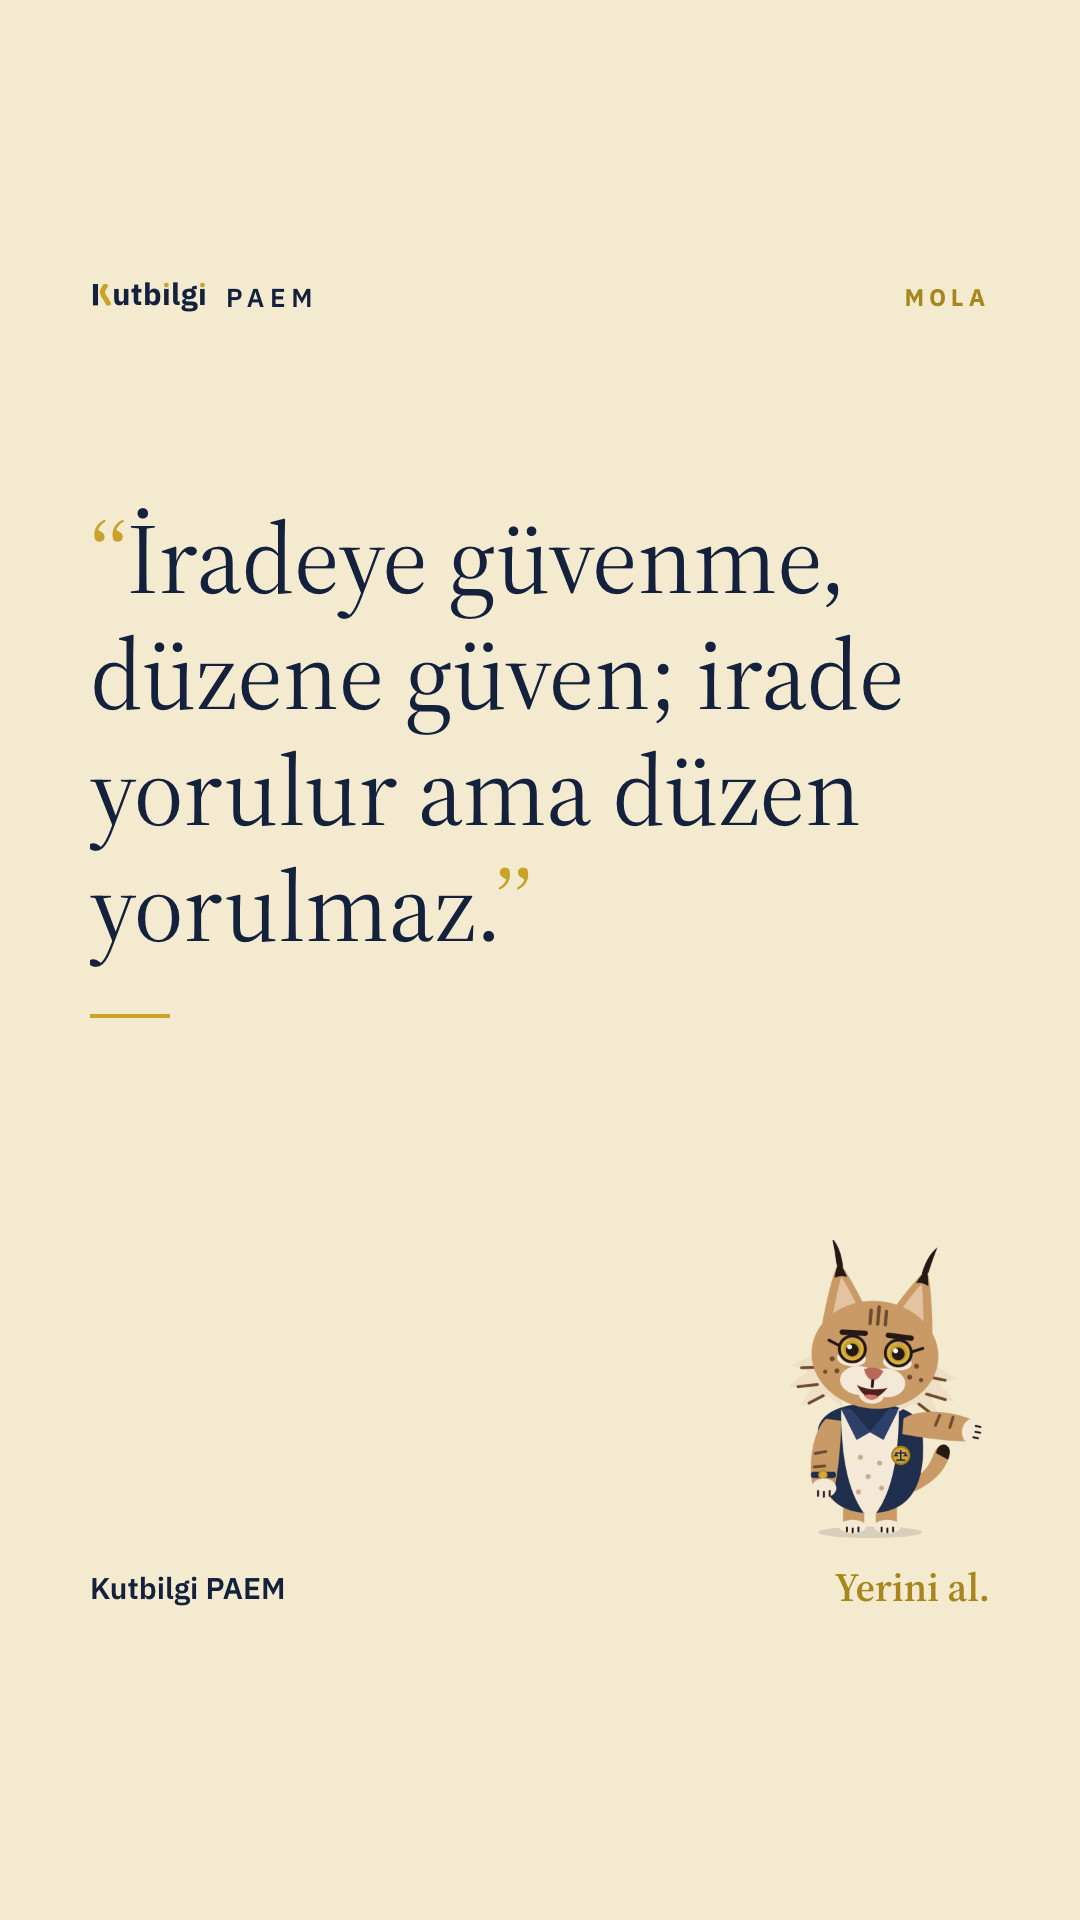 Kutbilgi PAEM
MOLA
“İradeye güvenme,
düzene güven; irade
yorulur ama düzen
yorulmaz.”
Kutbilgi PAEM
Yerini al.